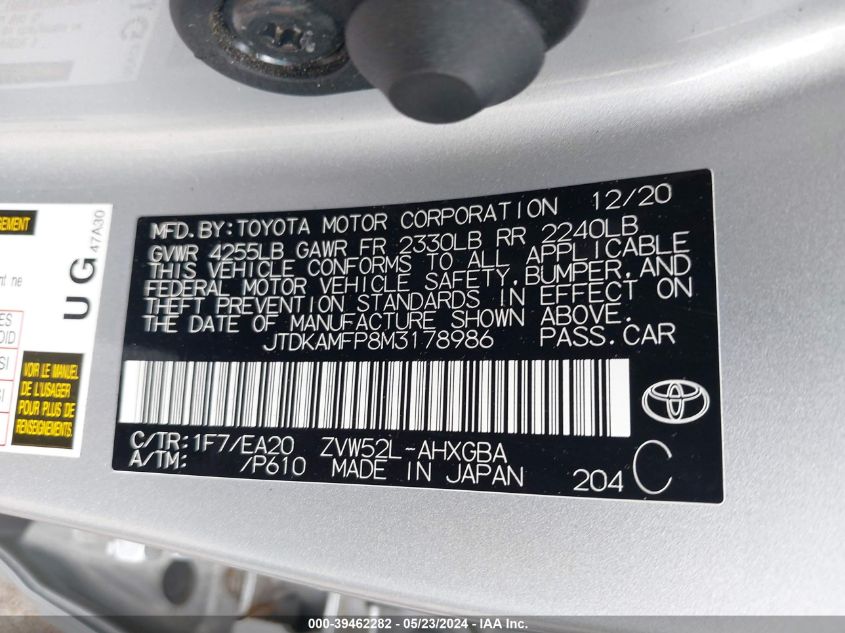 MFD. BY: TOYOTA MOTOR CORPORATION 12/20
GVWR 4255LB GAWR FR 2330LB RR 2240LB
THIS VEHICLE CONFORMS TO ALL APPLICABLE
FEDERAL MOTOR VEHICLE SAFETY, BUMPER, AND
THEFT PREVENTION STANDARDS IN EFFECT ON
THE DATE OF MANUFACTURE SHOWN ABOVE.
JTDKAMFP8M3178986 PASS. CAR
C/TR: 1F7/EA20 ZVW52L-AHXGBA
A/TM: /P610 MADE IN JAPAN 204 C
UG 47A30
VOIR LE MANUEL
DE L'USAGER
POUR PLUS DE
RENSEIGNEMENTS.
000-39462282 / 05/23/2024 / IAA Inc.